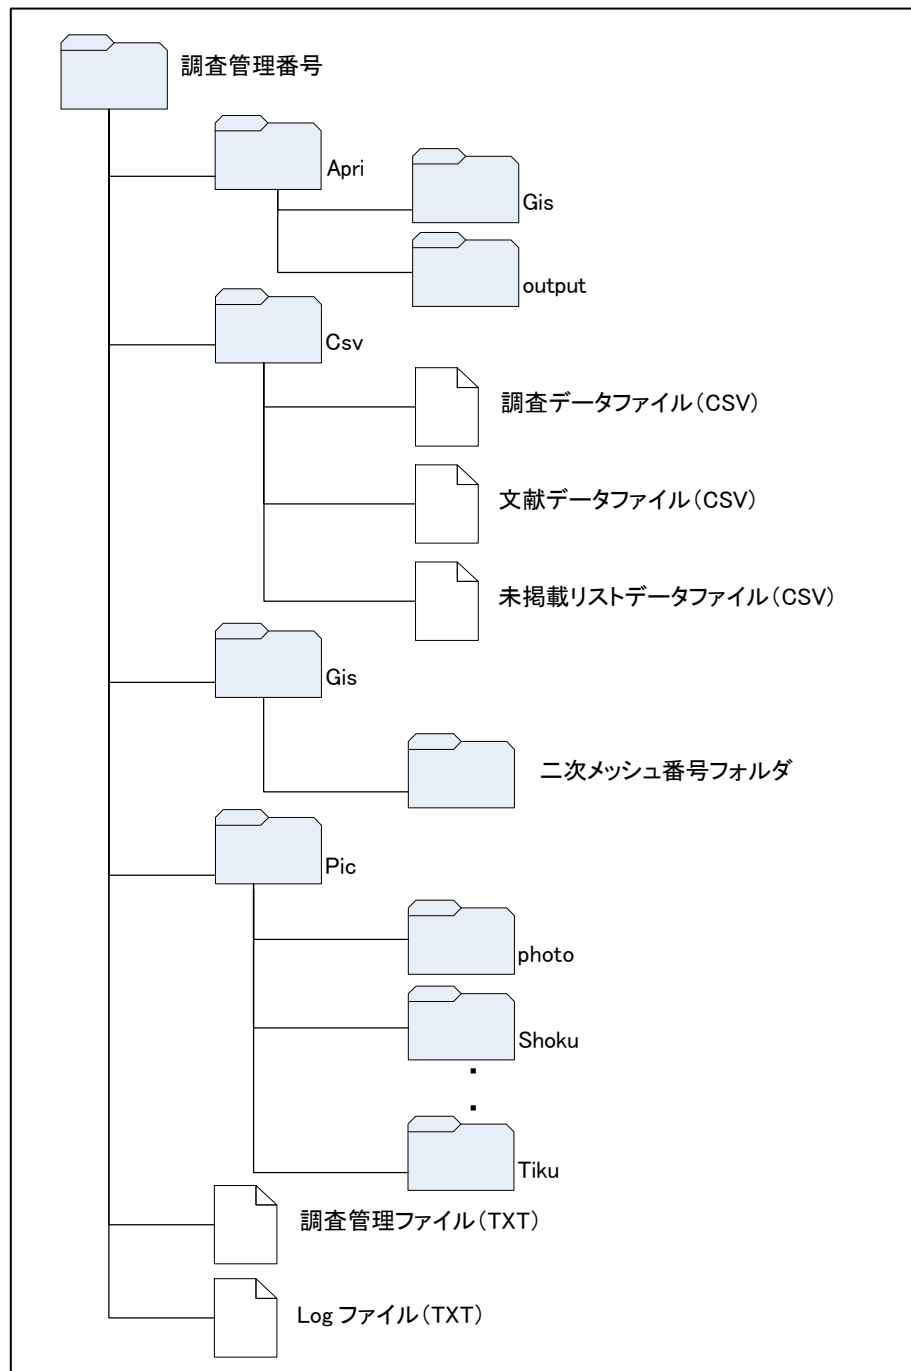 調査管理番号
Apri
Gis
output
Csv
調査データファイル(CSV)
文献データファイル(CSV)
未掲載リストデータファイル(CSV)
Gis
二次メッシュ番号フォルダ
Pic
photo
Shoku
Tiku
調査管理ファイル(TXT)
Log ファイル(TXT)